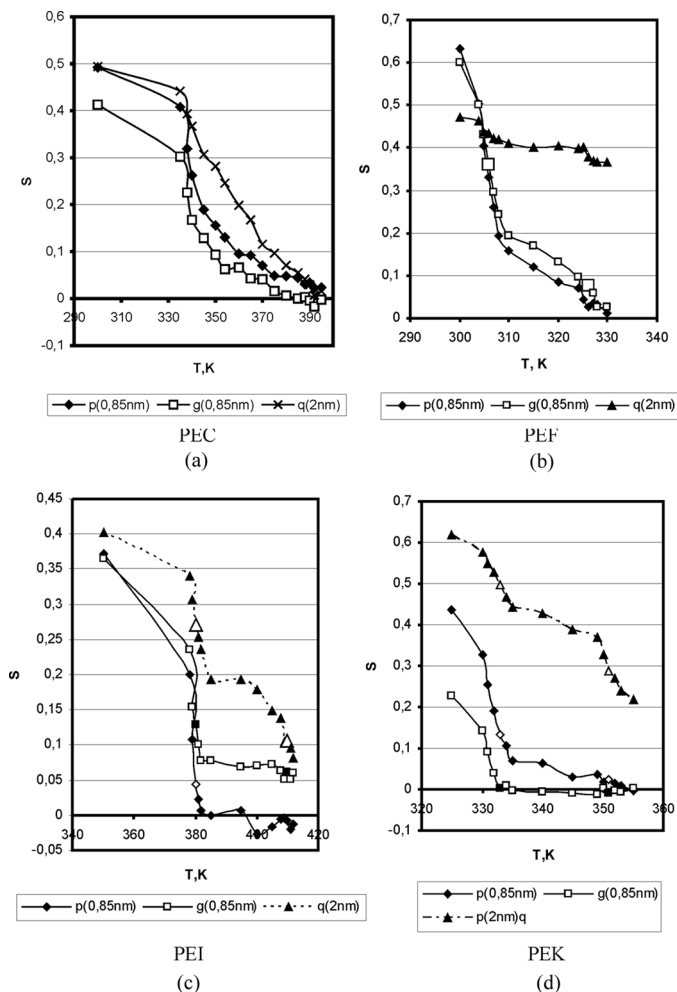 0,6
0,5
0,4
0,3
0,2
0,1
0
-0,1
S
290 310 330 350 370 390
T,K
p(0,85nm) g(0,85nm) q(2nm)
PEC
(a)
0,7
0,6
0,5
0,4
0,3
0,2
0,1
0
S
290 300 310 320 330 340
T, K
p(0,85nm) g(0,85nm) q(2nm)
PEF
(b)
0,45
0,4
0,35
0,3
0,25
0,2
0,15
0,1
0,05
0
-0,05
S
340 360 380 400 420
T,K
p(0,85nm) g(0,85nm) q(2nm)
PEI
(c)
0,7
0,6
0,5
0,4
0,3
0,2
0,1
0
-0,1
S
320 330 340 350 360
T,K
p(0,85nm) g(0,85nm)
p(2nm)q
PEK
(d)